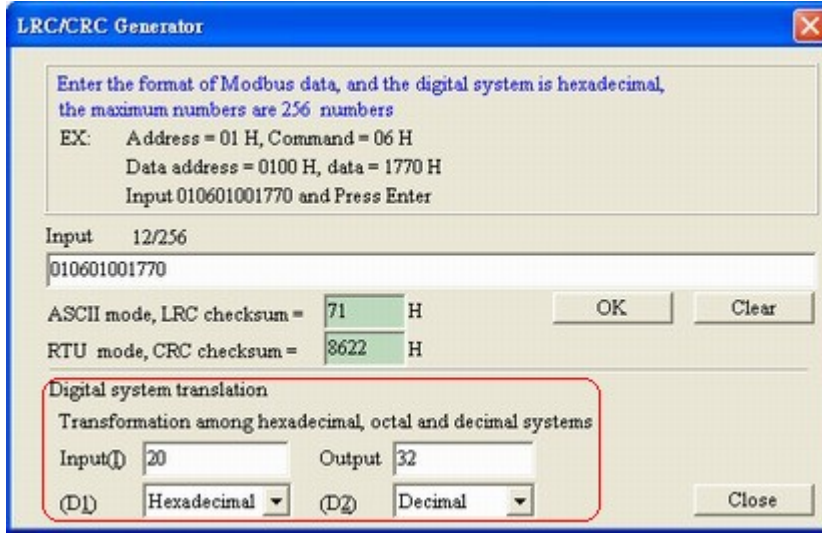 LRC/CRC Generator
Enter the format of Modbus data, and the digital system is hexadecimal,
the maximum numbers are 256 numbers
EX: Address = 01 H, Command = 06 H
Data address = 0100 H, data = 1770 H
Input 010601001770 and Press Enter
Input 12/256
010601001770
ASCII mode, LRC checksum = 71 H OK Clear
RTU mode, CRC checksum = 8622 H
Digital system translation
Transformation among hexadecimal, octal and decimal systems
Input(I) 20 Output 32
(D1) Hexadecimal (D2) Decimal Close